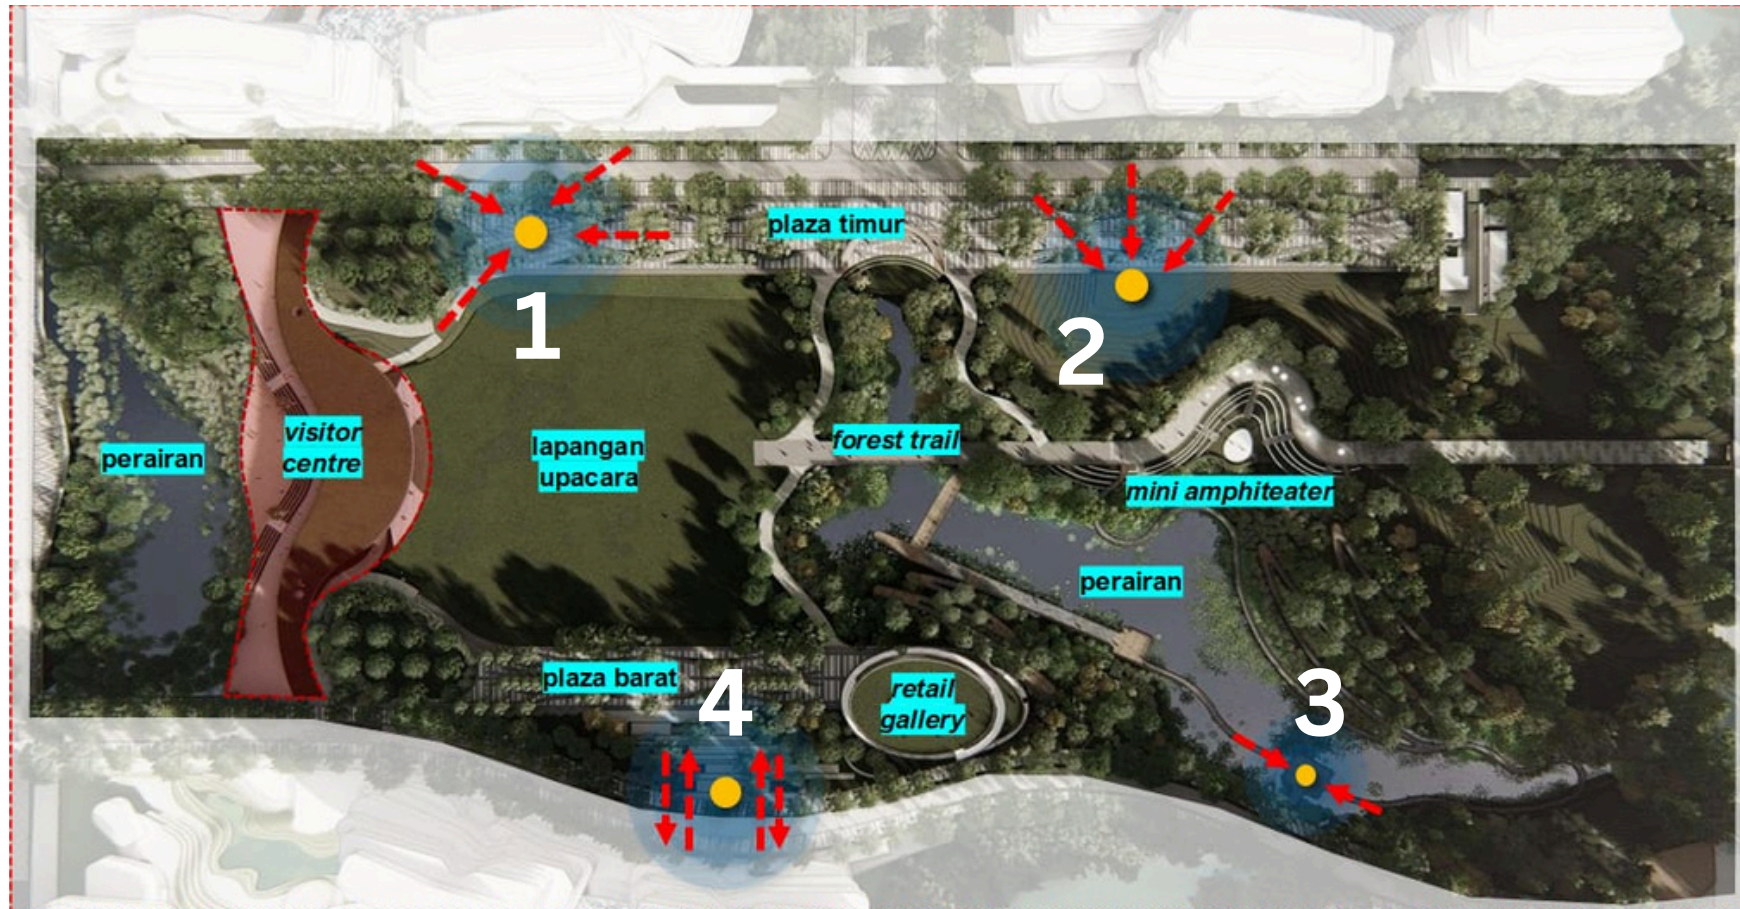 plaza timur
1
2
visitor
centre
perairan
lapangan
upacara
forest trail
mini amphiteater
perairan
plaza barat
4
retail
gallery
3